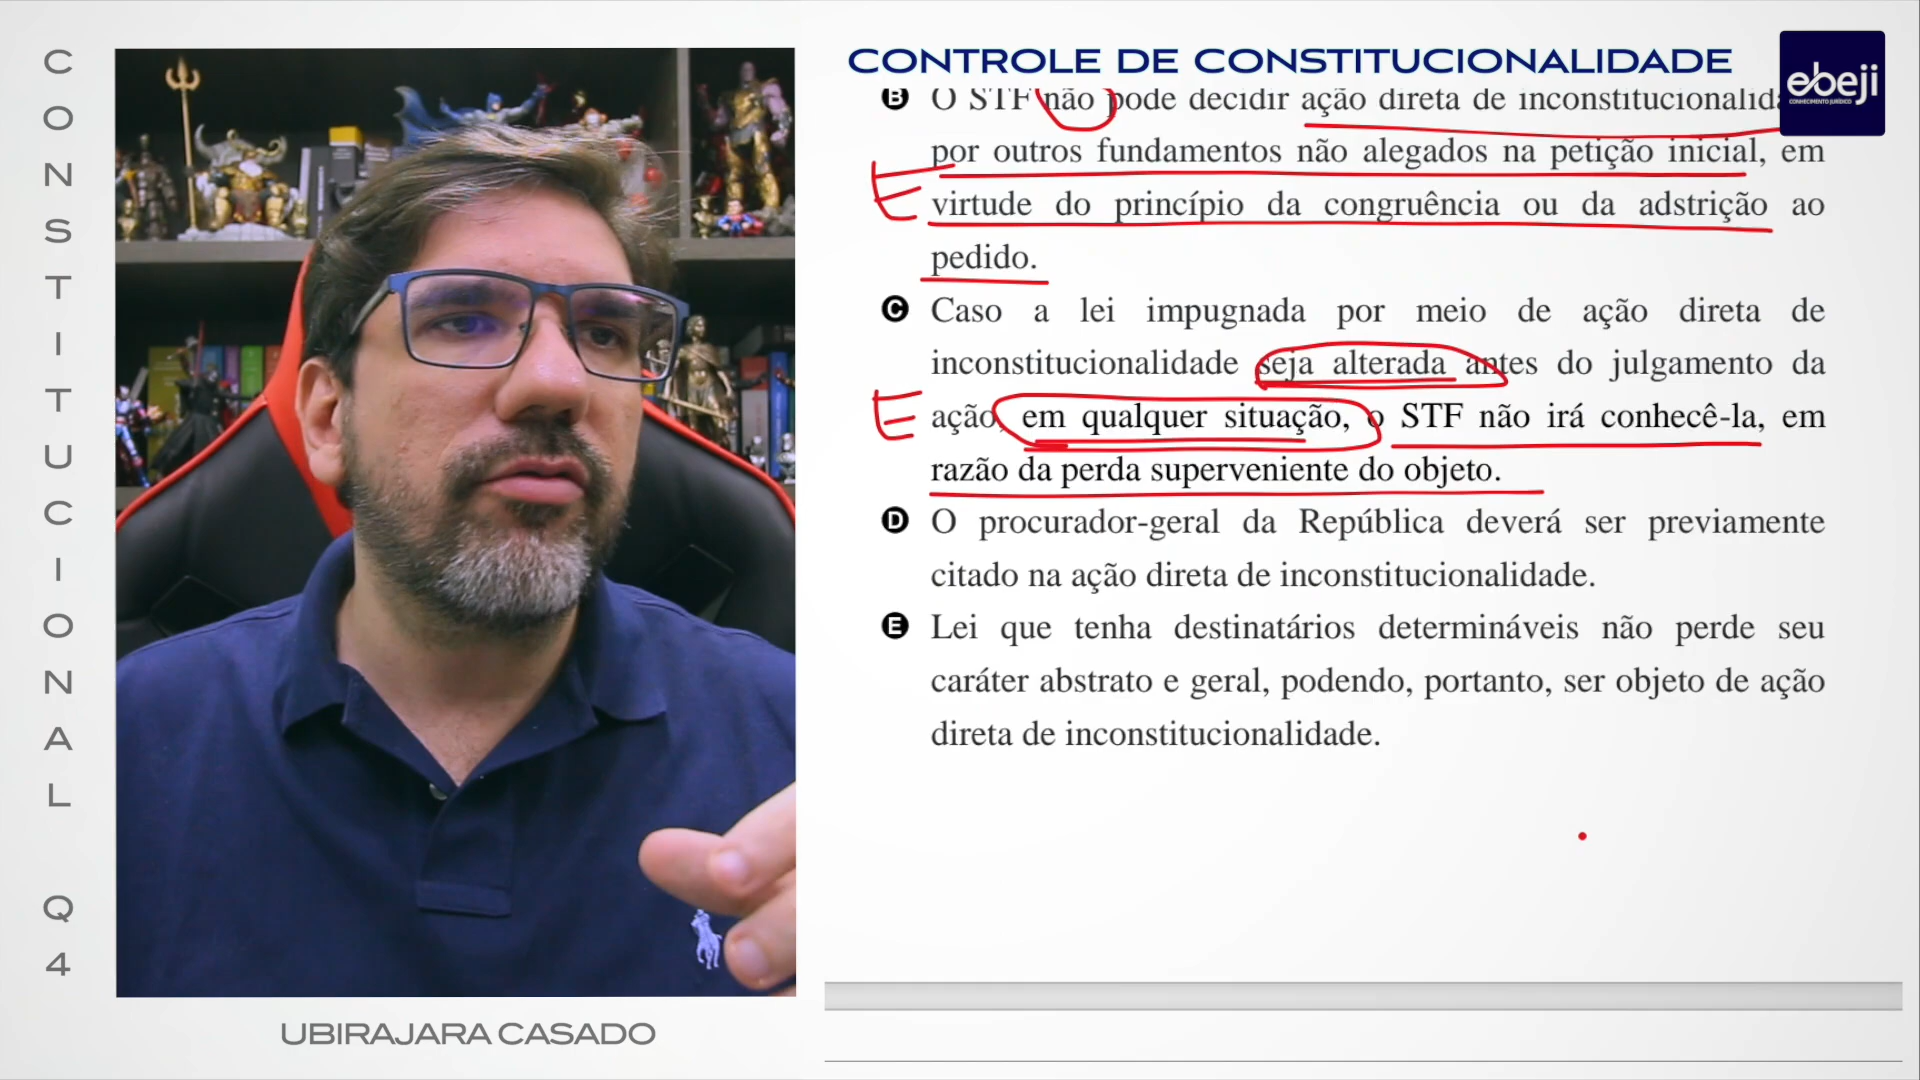 CONSTITUCIONAL Q4
CONTROLE DE CONSTITUCIONALIDADE
ebeji
CONHECIMENTO JURÍDICO
B O STF não pode decidir ação direta de
por outros fundamentos não alegados na petição inicial, em
virtude do princípio da congruência ou da adstrição ao
pedido.
C Caso a lei impugnada por meio de ação direta de
inconstitucionalidade seja alterada antes do julgamento da
E ação, em qualquer situação, o STF não irá conhecê-la, em
razão da perda superveniente do objeto.
D O procurador-geral da República deverá ser previamente
citado na ação direta de inconstitucionalidade.
E Lei que tenha destinatários determináveis não perde seu
caráter abstrato e geral, podendo, portanto, ser objeto de ação
direta de inconstitucionalidade.
UBIRAJARA CASADO